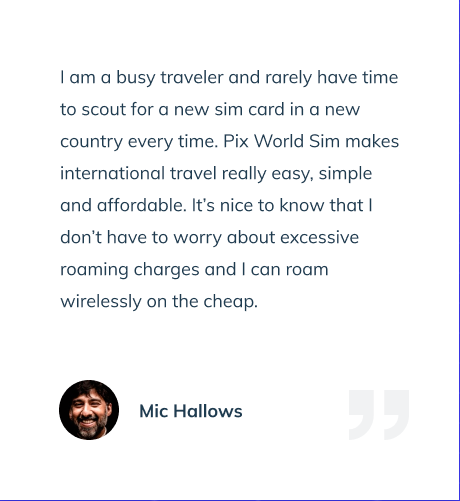 I am a busy traveler and rarely have time
to scout for a new sim card in a new
country every time. Pix World Sim makes
international travel really easy, simple
and affordable. It’s nice to know that I
don’t have to worry about excessive
roaming charges and I can roam
wirelessly on the cheap.
Mic Hallows